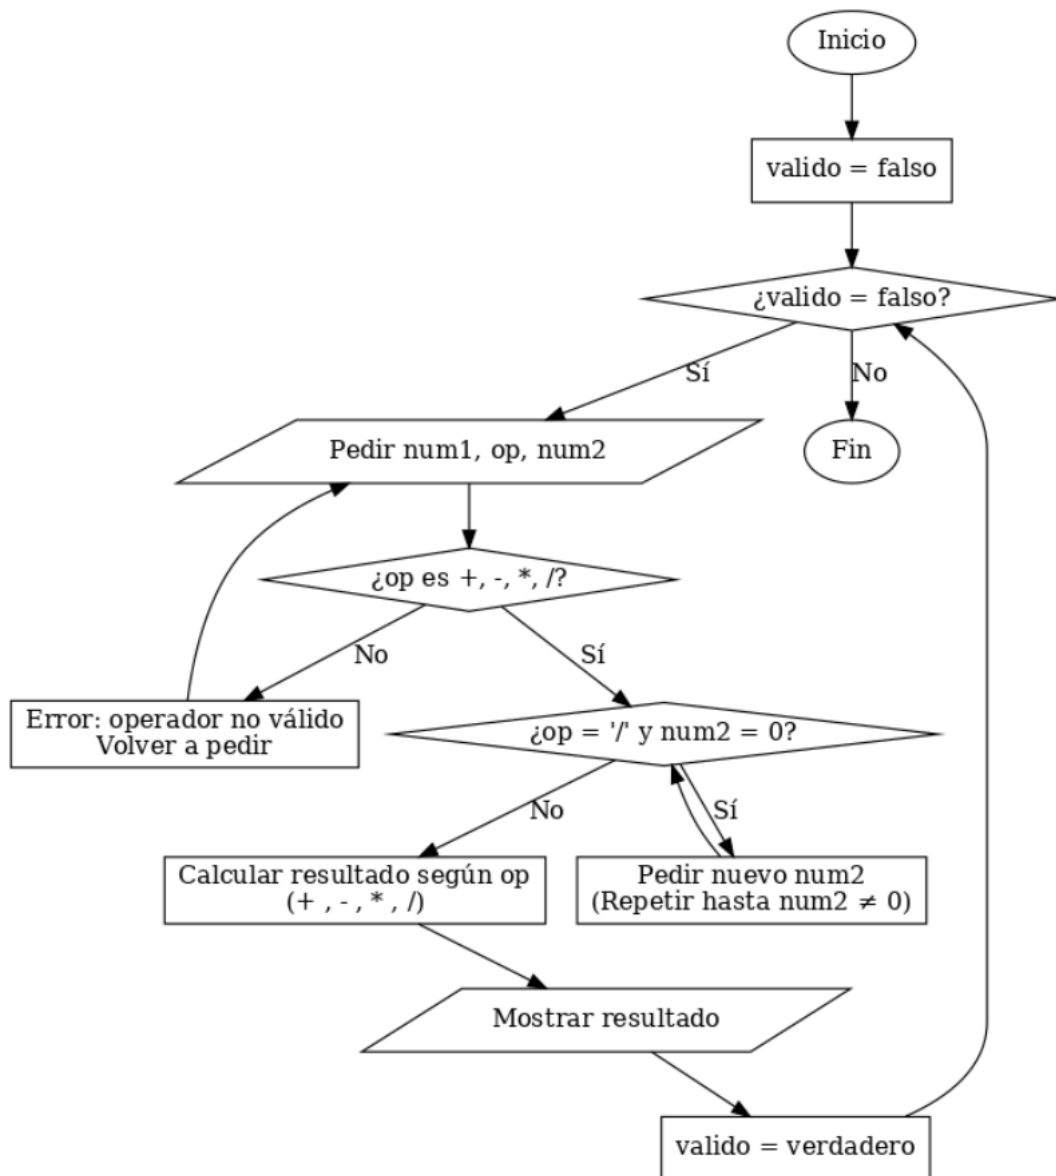 Inicio
valido = falso
¿valido = falso?
Sí
No
Pedir num1, op, num2
Fin
¿op es +, -, *, /?
No
Sí
Error: operador no válido
Volver a pedir
¿op = '/' y num2 = 0?
No
Sí
Calcular resultado según op
(+ , - , * , /)
Pedir nuevo num2
(Repetir hasta num2 ≠ 0)
Mostrar resultado
valido = verdadero